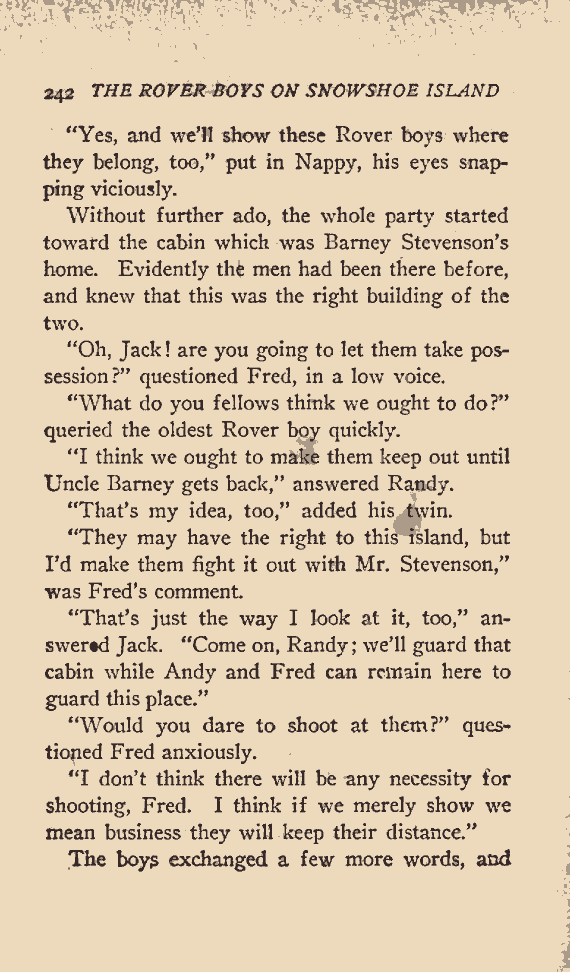 242 THE ROVER BOYS ON SNOWSHOE ISLAND
“Yes, and we’ll show these Rover boys where
they belong, too,” put in Nappy, his eyes snap-
ping viciously.
Without further ado, the whole party started
toward the cabin which was Barney Stevenson’s
home. Evidently the men had been there before,
and knew that this was the right building of the
two.
“Oh, Jack! are you going to let them take pos-
session?” questioned Fred, in a low voice.
“What do you fellows think we ought to do?”
queried the oldest Rover boy quickly.
“I think we ought to make them keep out until
Uncle Barney gets back,” answered Randy.
“That’s my idea, too,” added his twin.
“They may have the right to this island, but
I’d make them fight it out with Mr. Stevenson,”
was Fred’s comment.
“That’s just the way I look at it, too,” an-
swered Jack. “Come on, Randy; we’ll guard that
cabin while Andy and Fred can remain here to
guard this place.”
“Would you dare to shoot at them?” ques-
tioned Fred anxiously.
“I don’t think there will be any necessity for
shooting, Fred. I think if we merely show we
mean business they will keep their distance.”
The boys exchanged a few more words, and